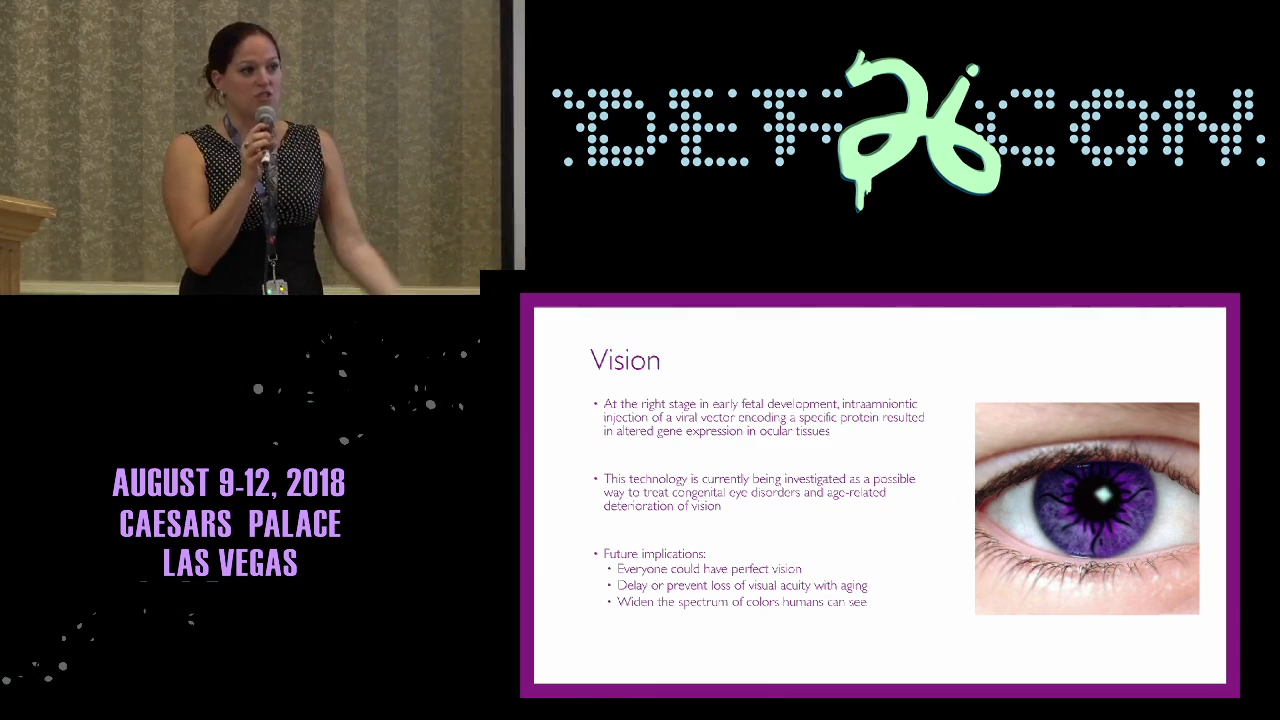 DEF 26 CON
AUGUST 9-12, 2018
CAESARS PALACE
LAS VEGAS
Vision
• At the right stage in early fetal development, intraamniontic
injection of a viral vector encoding a specific protein resulted
in altered gene expression in ocular tissues
• This technology is currently being investigated as a possible
way to treat congenital eye disorders and age-related
deterioration of vision
• Future implications:
• Everyone could have perfect vision
• Delay or prevent loss of visual acuity with aging
• Widen the spectrum of colors humans can see